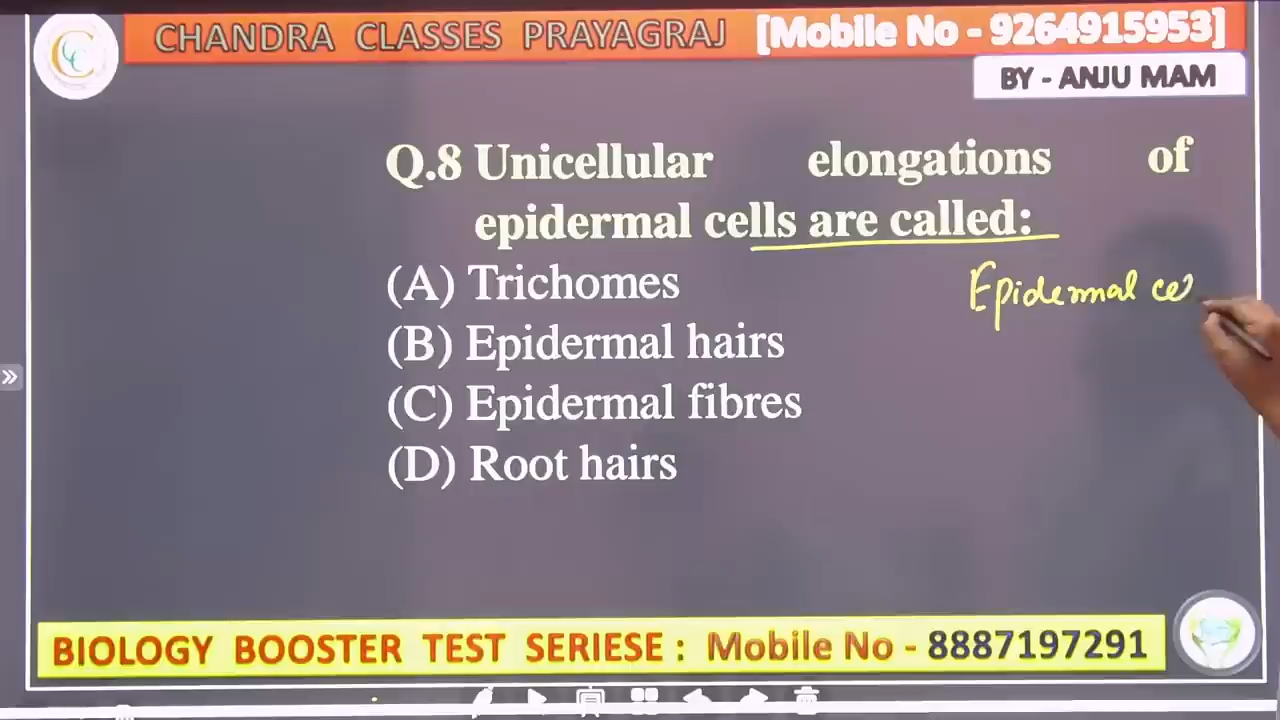 CHANDRA CLASSES PRAYAGRAJ [Mobile No - 9264915953]
BY - ANJU MAM
Q.8 Unicellular elongations of
epidermal cells are called:
Epidermal ce
(A) Trichomes
(B) Epidermal hairs
(C) Epidermal fibres
(D) Root hairs
BIOLOGY BOOSTER TEST SERIESE : Mobile No - 8887197291